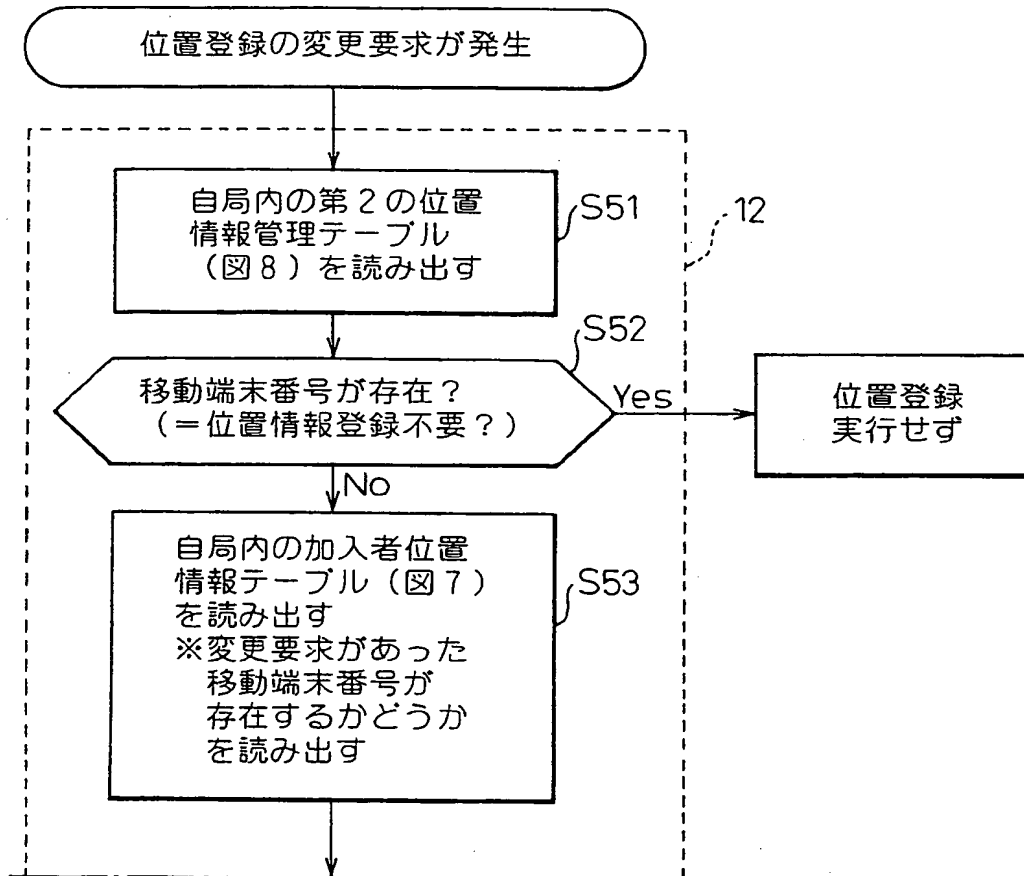 位置登録の変更要求が発生
自局内の第2の位置
情報管理テーブル
(図8)を読み出す
S51
12
S52
移動端末番号が存在?
(=位置情報登録不要?)
Yes
位置登録
実行せず
No
自局内の加入者位置
情報テーブル(図7)
を読み出す
※変更要求があった
移動端末番号が
存在するかどうか
を読み出す
S53